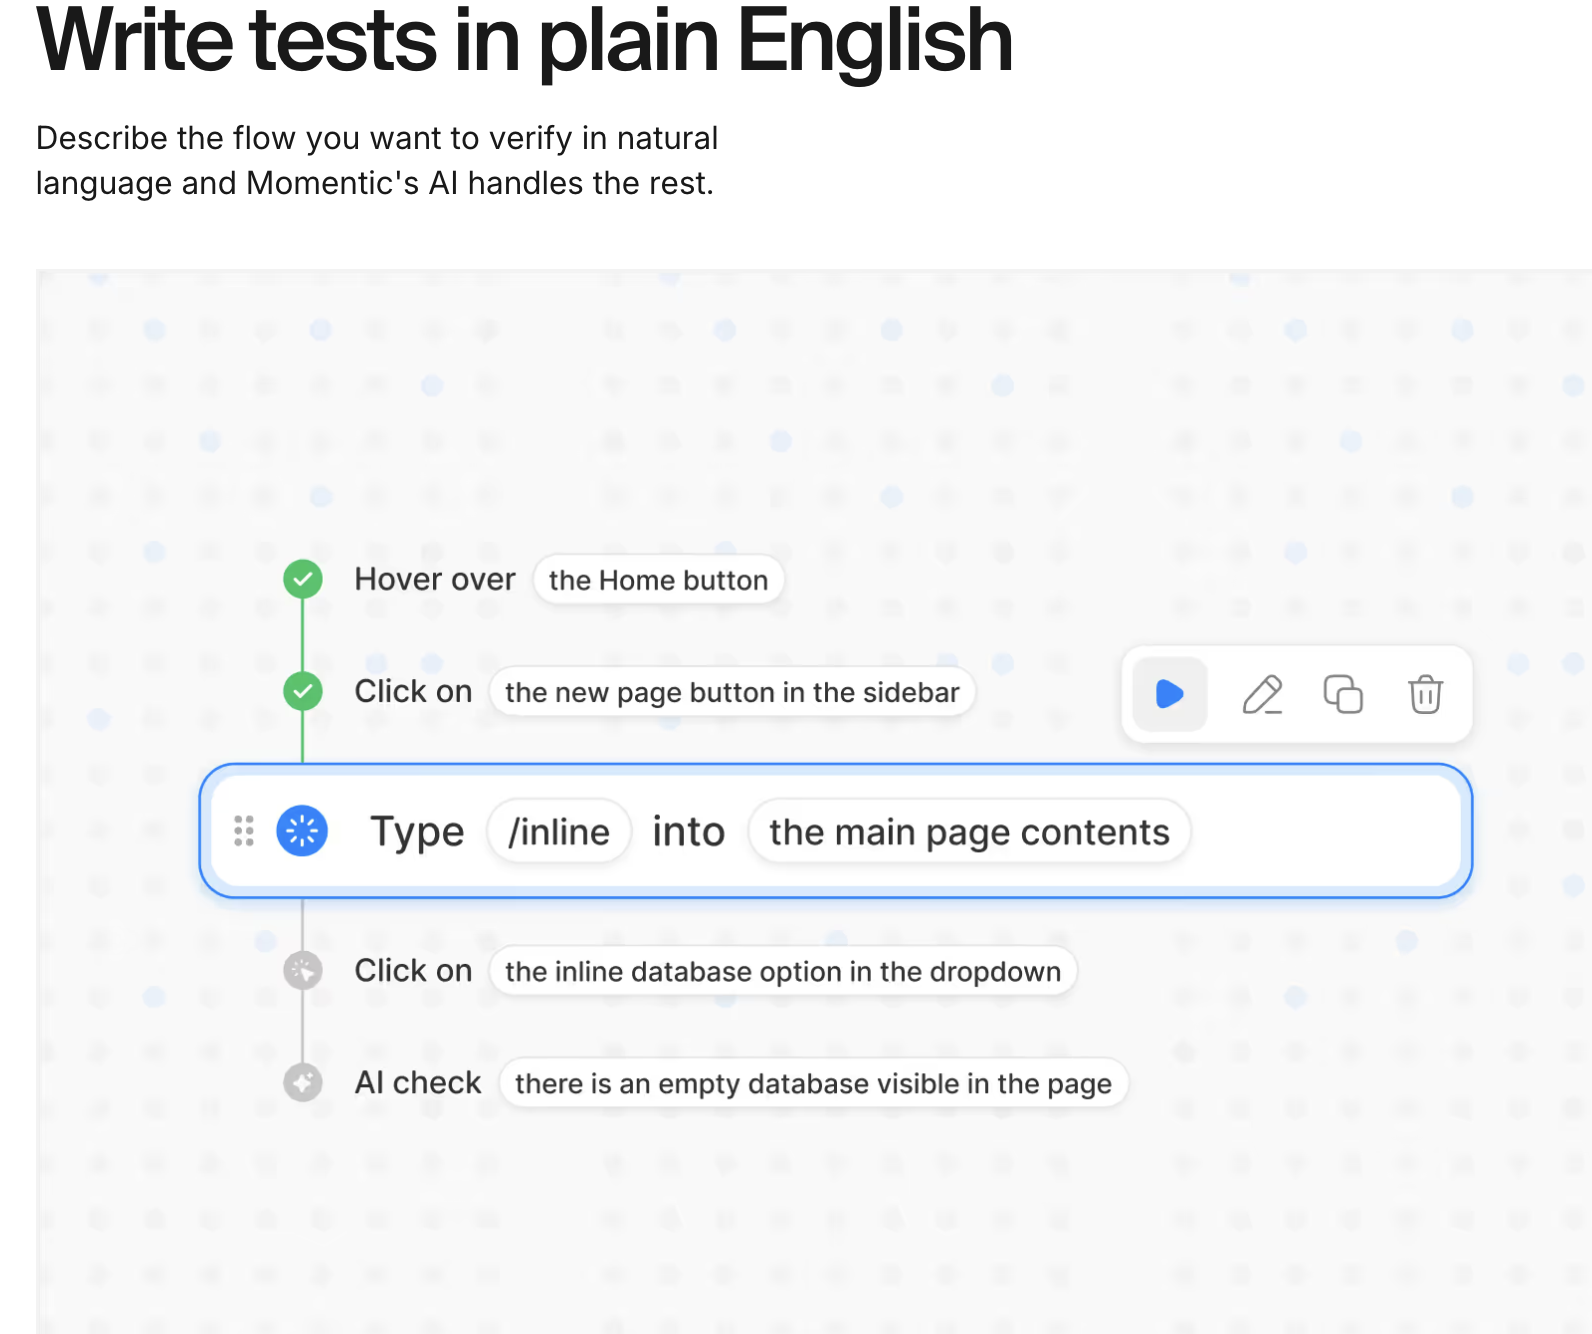 Write tests in plain English
Describe the flow you want to verify in natural
language and Momentic's AI handles the rest.
Hover over the Home button
Click on the new page button in the sidebar
Type /inline into the main page contents
Click on the inline database option in the dropdown
AI check there is an empty database visible in the page